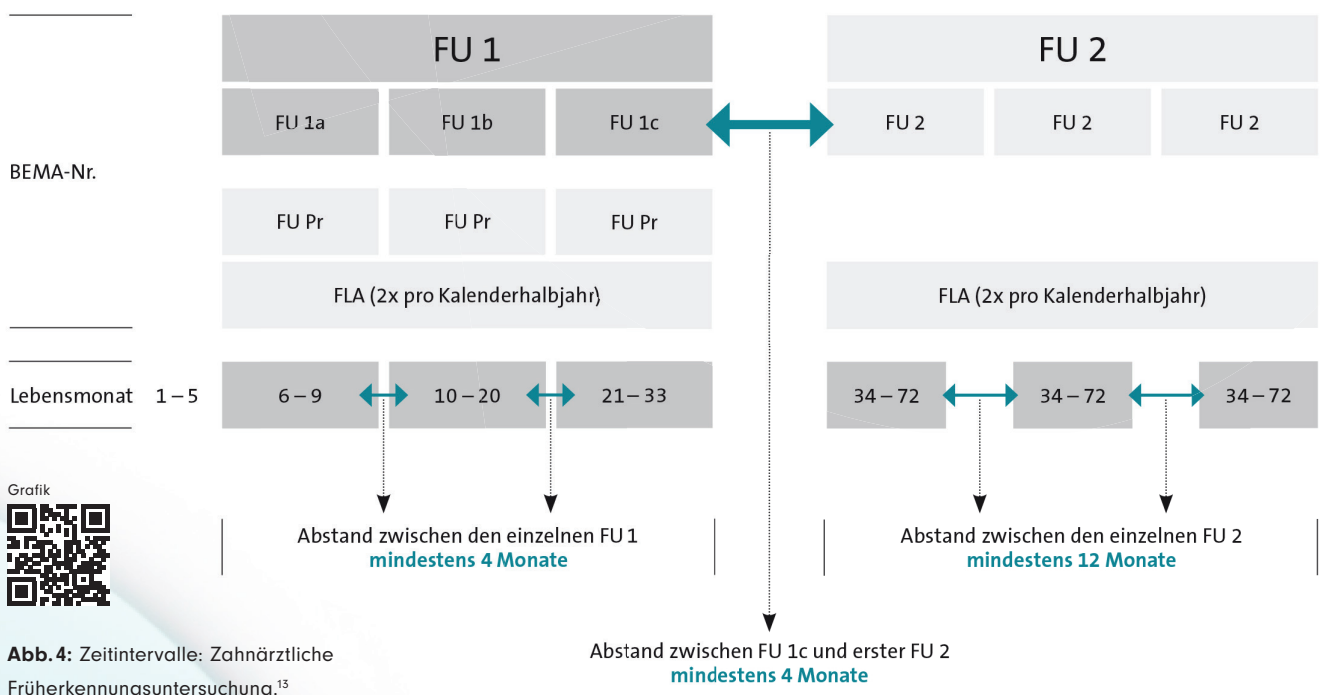 FU 1
FU 2
BEMA-Nr.
FU 1a
FU 1b
FU 1c
FU 2
FU 2
FU 2
FU Pr
FU Pr
FU Pr
FLA (2x pro Kalenderhalbjahr)
FLA (2x pro Kalenderhalbjahr)
Lebensmonat 1 – 5
6 – 9
10 – 20
21 – 33
34 – 72
34 – 72
34 – 72
Grafik
Abstand zwischen den einzelnen FU 1
mindestens 4 Monate
Abstand zwischen den einzelnen FU 2
mindestens 12 Monate
Abstand zwischen FU 1c und erster FU 2
mindestens 4 Monate
Abb. 4: Zeitintervalle: Zahnärztliche
Früherkennungsuntersuchung.¹³